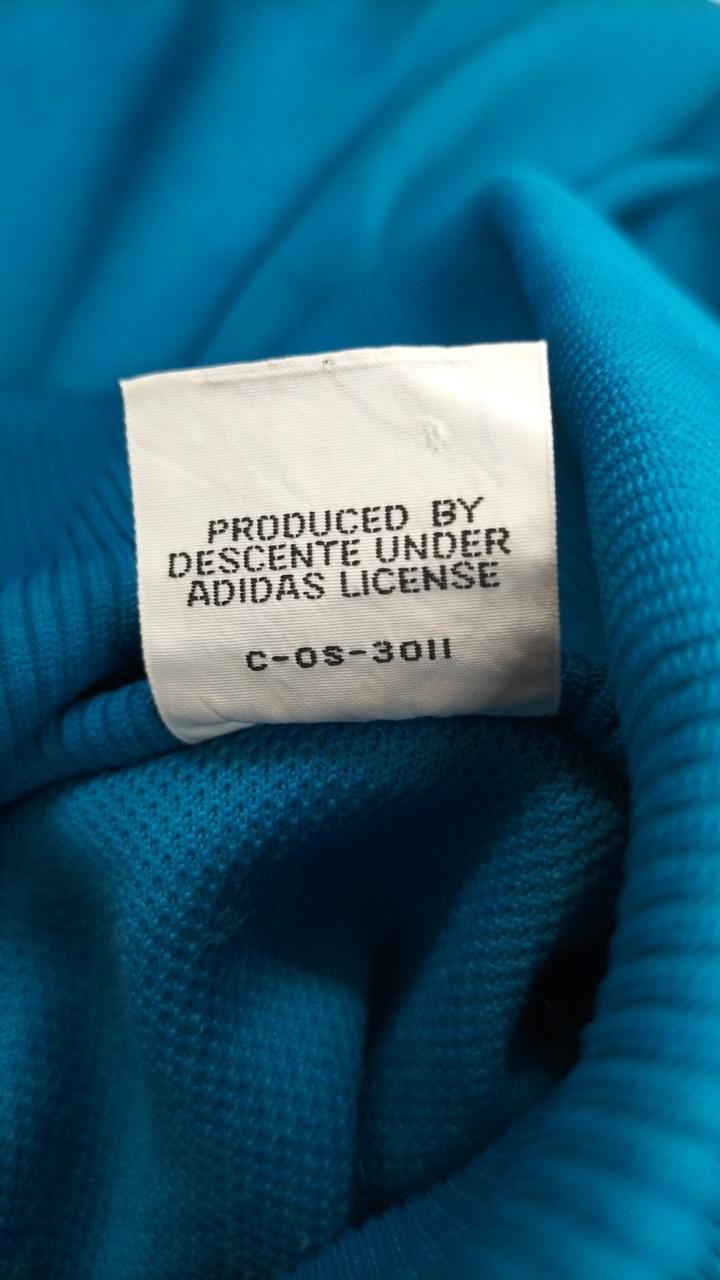 PRODUCED BY
DESCENTE UNDER
ADIDAS LICENSE
C-OS-3011